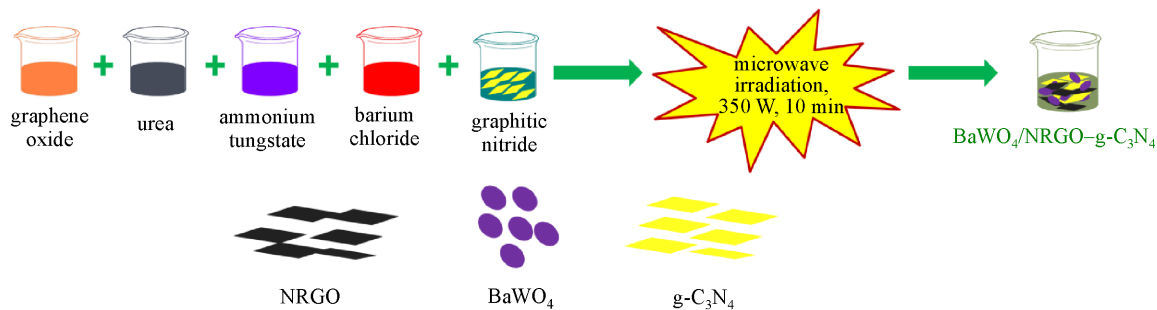 graphene
oxide
urea
ammonium
tungstate
barium
chloride
graphitic
nitride
microwave
irradiation,
350 W, 10 min
BaWO₄/NRGO–g-C₃N₄
NRGO
BaWO₄
g-C₃N₄